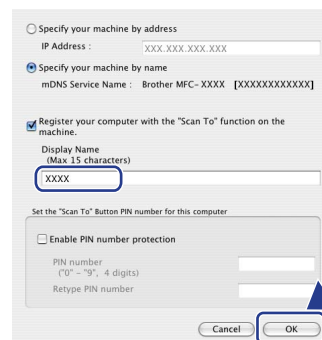 Specify your machine by address
IP Address : XXX.XXX.XXX.XXX
Specify your machine by name
mDNS Service Name : Brother MFC- XXXX [XXXXXXXXXXXX]
Register your computer with the "Scan To" function on the
machine.
Display Name
(Max 15 characters)
XXXX
Set the "Scan To" Button PIN number for this computer
Enable PIN number protection
PIN number
("0" – "9", 4 digits)
Retype PIN number
Cancel OK